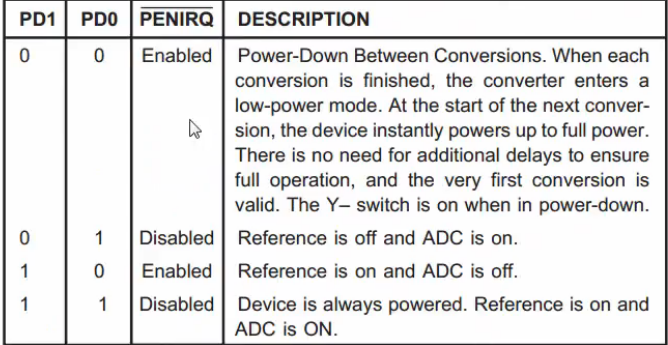 PD1 PD0 PENIRQ DESCRIPTION
0 0 Enabled Power-Down Between Conversions. When each
conversion is finished, the converter enters a
low-power mode. At the start of the next conver-
sion, the device instantly powers up to full power.
There is no need for additional delays to ensure
full operation, and the very first conversion is
valid. The Y– switch is on when in power-down.
0 1 Disabled Reference is off and ADC is on.
1 0 Enabled Reference is on and ADC is off.
1 1 Disabled Device is always powered. Reference is on and
ADC is ON.